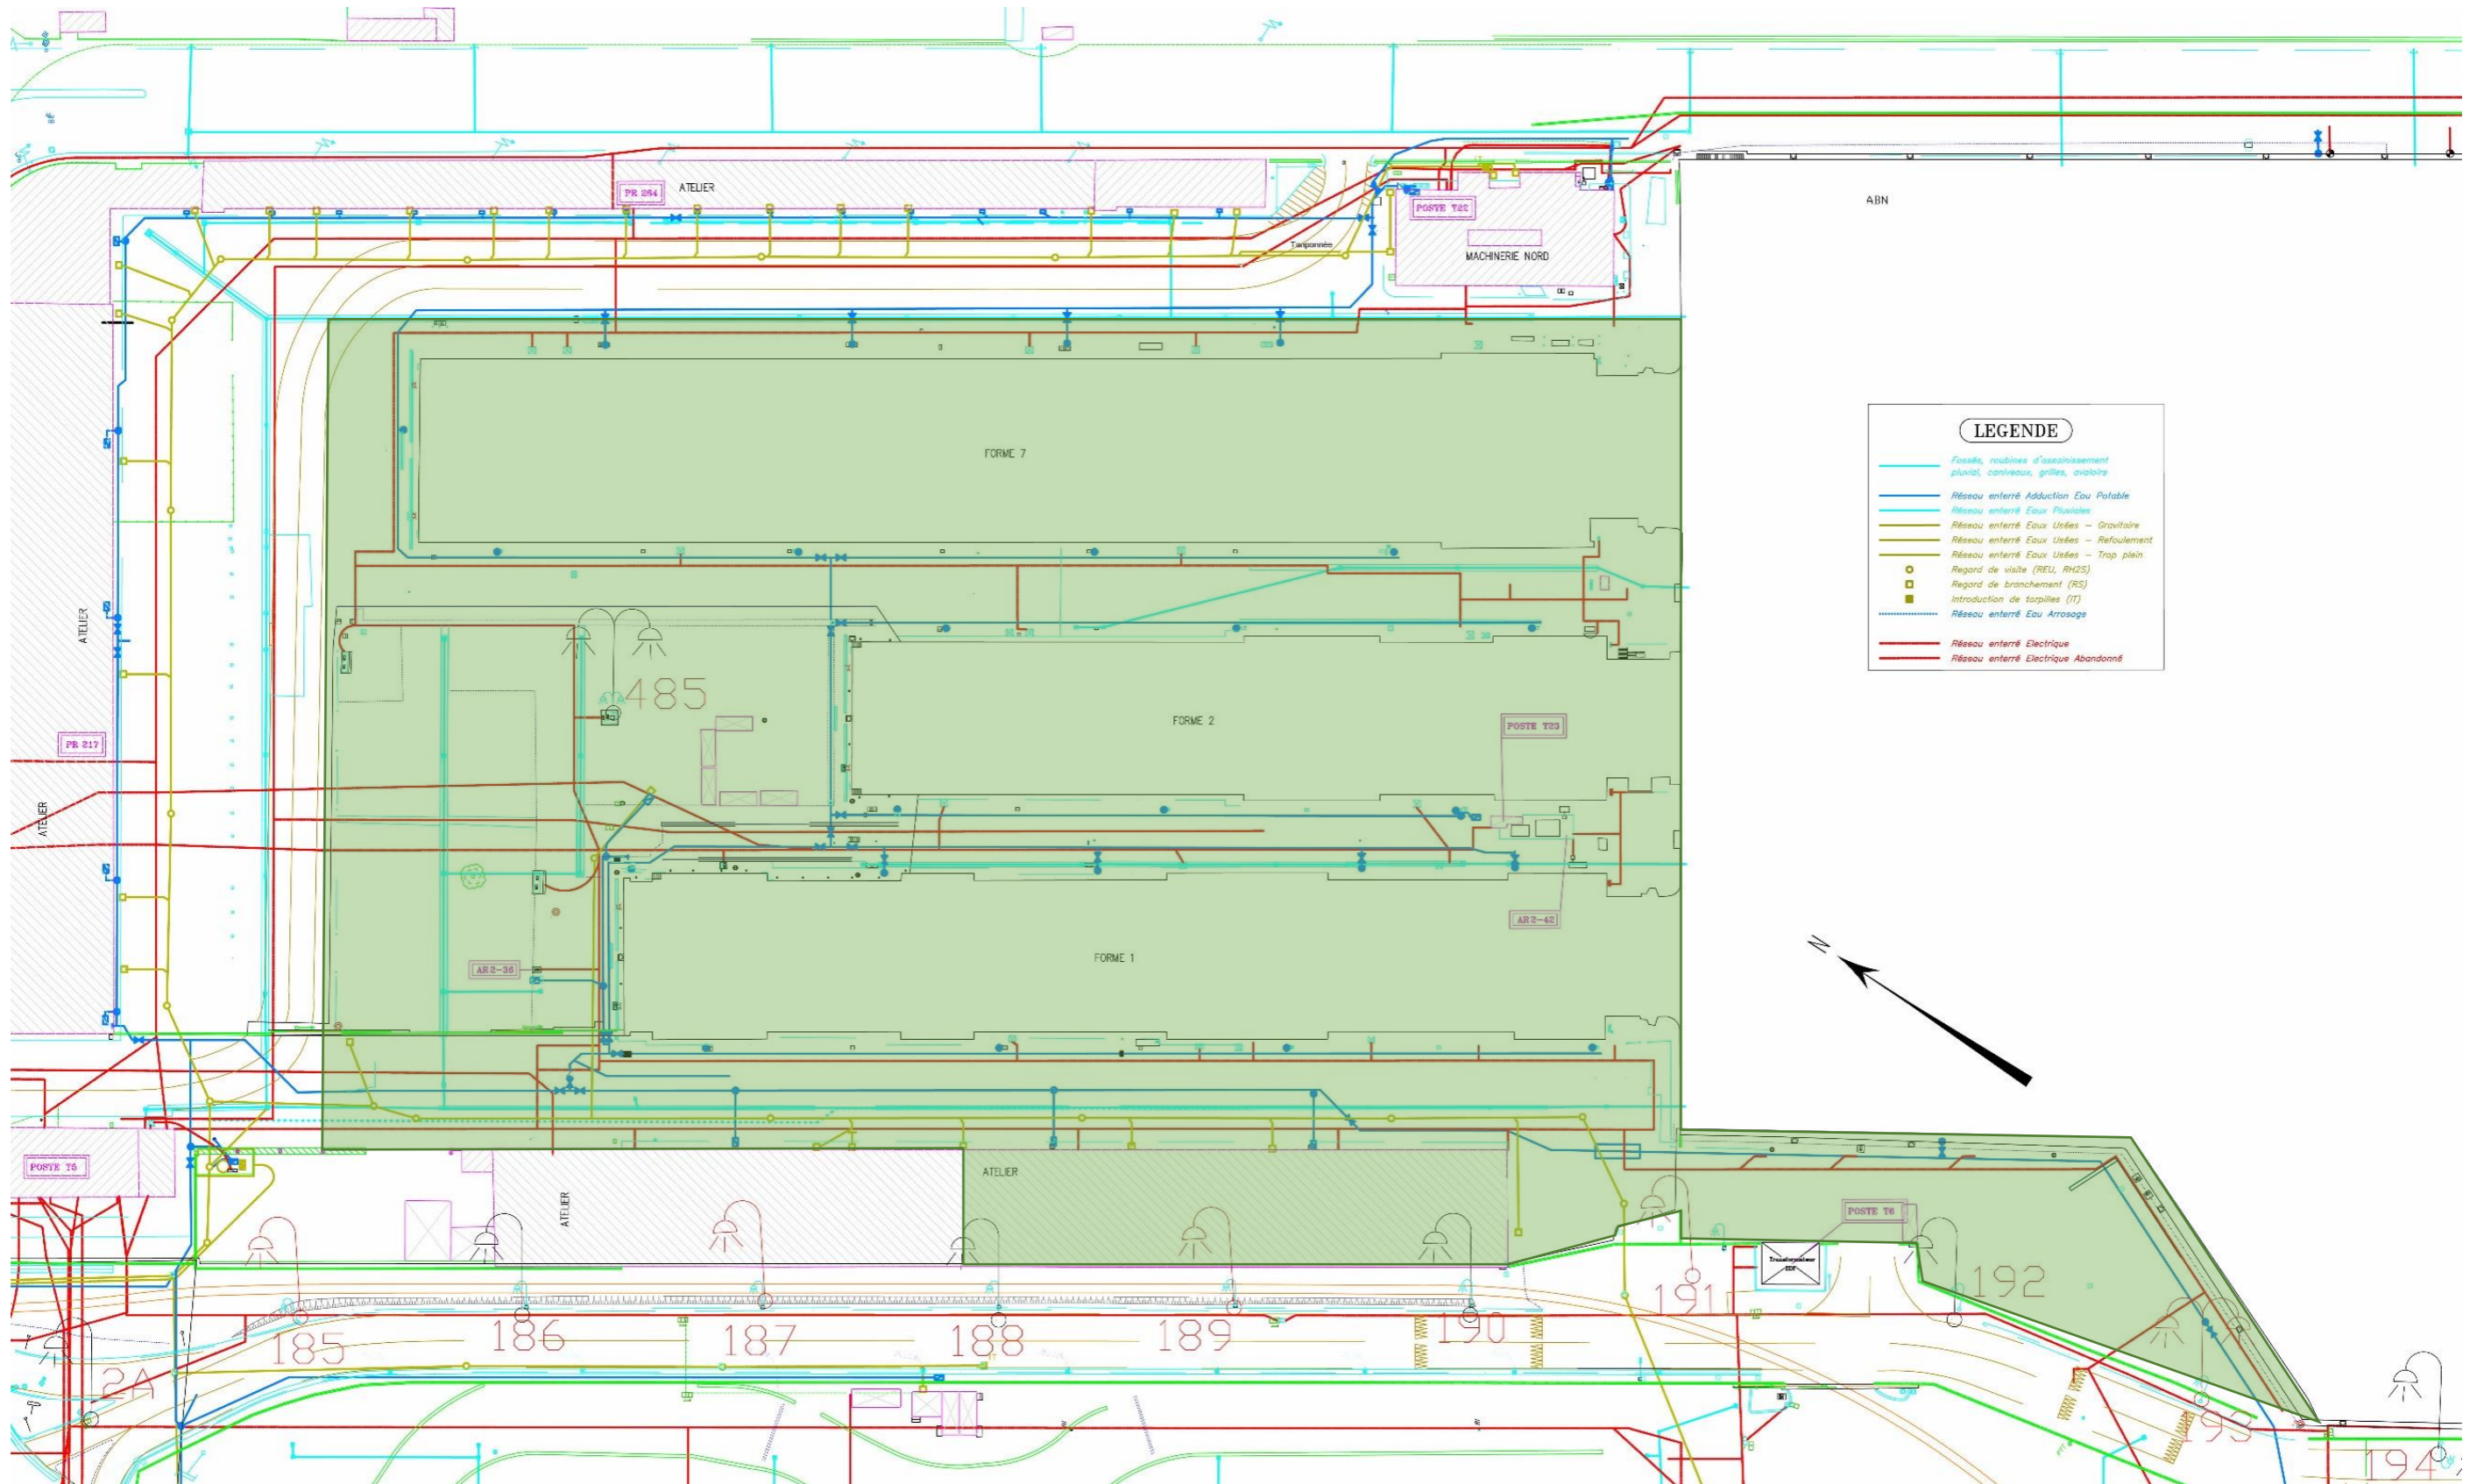 PR 264
ATELIER
POSTE T22
ABN
Tamponnée
MACHINERIE NORD
LEGENDE
FORME 7
Fossés, roubines d'assainissement
pluvial, caniveaux, grilles, avaloirs
Réseau enterré Adduction Eau Potable
Réseau enterré Eaux Pluviales
Réseau enterré Eaux Usées - Gravitaire
Réseau enterré Eaux Usées - Refoulement
Réseau enterré Eaux Usées - Trop plein
Regard de visite (REU, RH2S)
Regard de branchement (RS)
Introduction de torpilles (IT)
Réseau enterré Eau Arrosage
Réseau enterré Electrique
Réseau enterré Electrique Abandonné
ATELIER
485
FORME 2
POSTE T23
PR 217
ATELIER
AR2-42
N
FORME 1
AR2-36
POSTE T5
ATELIER
ATELIER
POSTE T6
Transformateur
EDF
185
186
187
188
189
190
191
192
2A
193
194